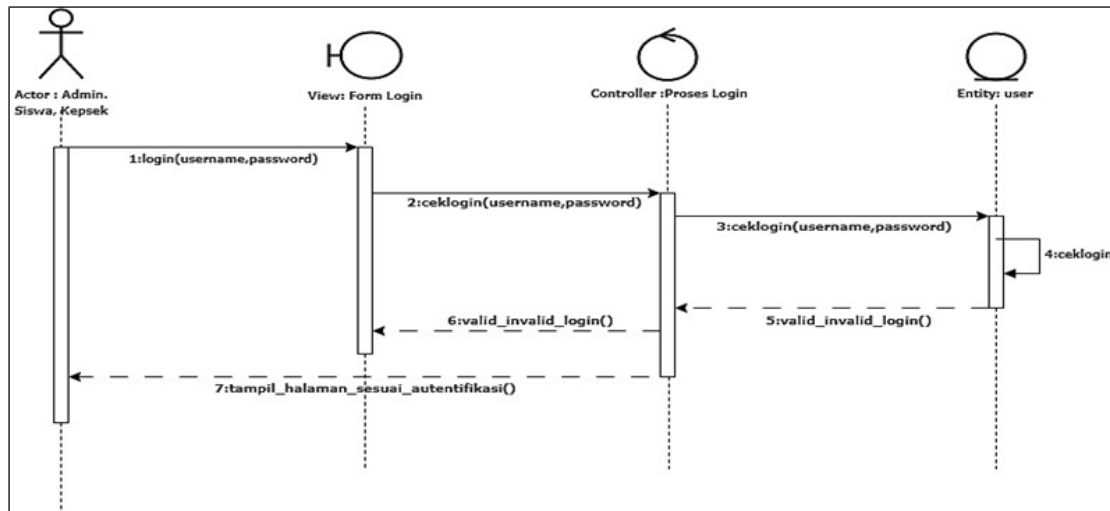 Actor : Admin.
Siswa, Kepsek
View: Form Login
Controller :Proses Login
Entity: user
1:login(username,password)
2:ceklogin(username,password)
3:ceklogin(username,password)
4:ceklogin
5:valid_invalid_login()
6:valid_invalid_login()
7:tampil_halaman_sesuai_autentifikasi()